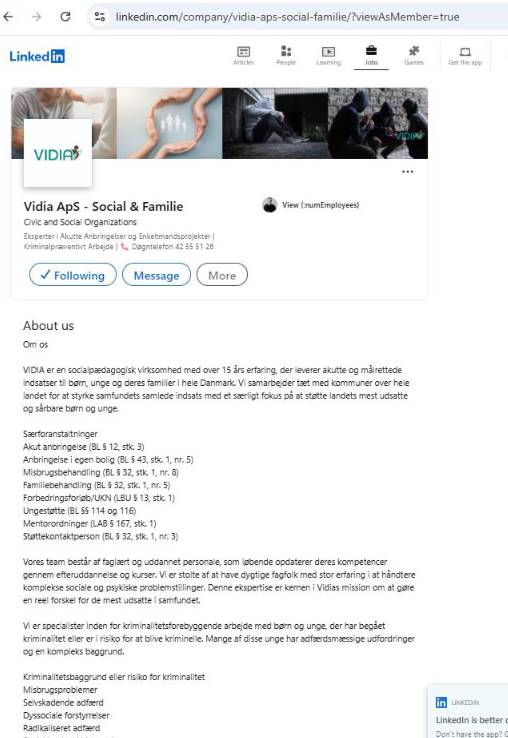 linkedin.com/company/vidia-aps-social-familie/?viewAsMember=true
Linked in
Articles
People
Learning
Jobs
Games
Get the app
VIDIA
VIDIA
Vidia ApS - Social & Familie
View {:numEmployees}
Civic and Social Organizations
Eksperter i Akutte Anbringelser og Enkeltmandsprojekter |
Kriminalpræventivt Arbejde | 📞 Døgntelefon 42 55 51 26
Following
Message
More
About us
Om os
VIDIA er en socialpædagogisk virksomhed med over 15 års erfaring, der leverer akutte og målrettede
indsatser til børn, unge og deres familier i hele Danmark. Vi samarbejder tæt med kommuner over hele
landet for at styrke samfundets samlede indsats med et særligt fokus på at støtte landets mest udsatte
og sårbare børn og unge.
Særforanstaltninger
Akut anbringelse (BL § 12, stk. 3)
Anbringelse i egen bolig (BL § 43, stk. 1, nr. 5)
Misbrugsbehandling (BL § 32, stk. 1, nr. 8)
Familiebehandling (BL § 32, stk. 1, nr. 5)
Forbedringsforløb/UKN (LBU § 13, stk. 1)
Ungestøtte (BL §§ 114 og 116)
Mentorordninger (LAB § 167, stk. 1)
Støttekontaktperson (BL § 32, stk. 1, nr. 3)
Vores team består af faglært og uddannet personale, som løbende opdaterer deres kompetencer
gennem efteruddannelse og kurser. Vi er stolte af at have dygtige fagfolk med stor erfaring i at håndtere
komplekse sociale og psykiske problemstillinger. Denne ekspertise er kernen i Vidias mission om at gøre
en reel forskel for de mest udsatte i samfundet.
Vi er specialister inden for kriminalitetsforebyggende arbejde med børn og unge, der har begået
kriminalitet eller er i risiko for at blive kriminelle. Mange af disse unge har adfærdsmæssige udfordringer
og en kompleks baggrund.
Kriminalitetsbaggrund eller risiko for kriminalitet
Misbrugsproblemer
Selvskadende adfærd
Dyssociale forstyrrelser
Radikaliseret adfærd
LINKEDIN
LinkedIn is better
Don't have the app?